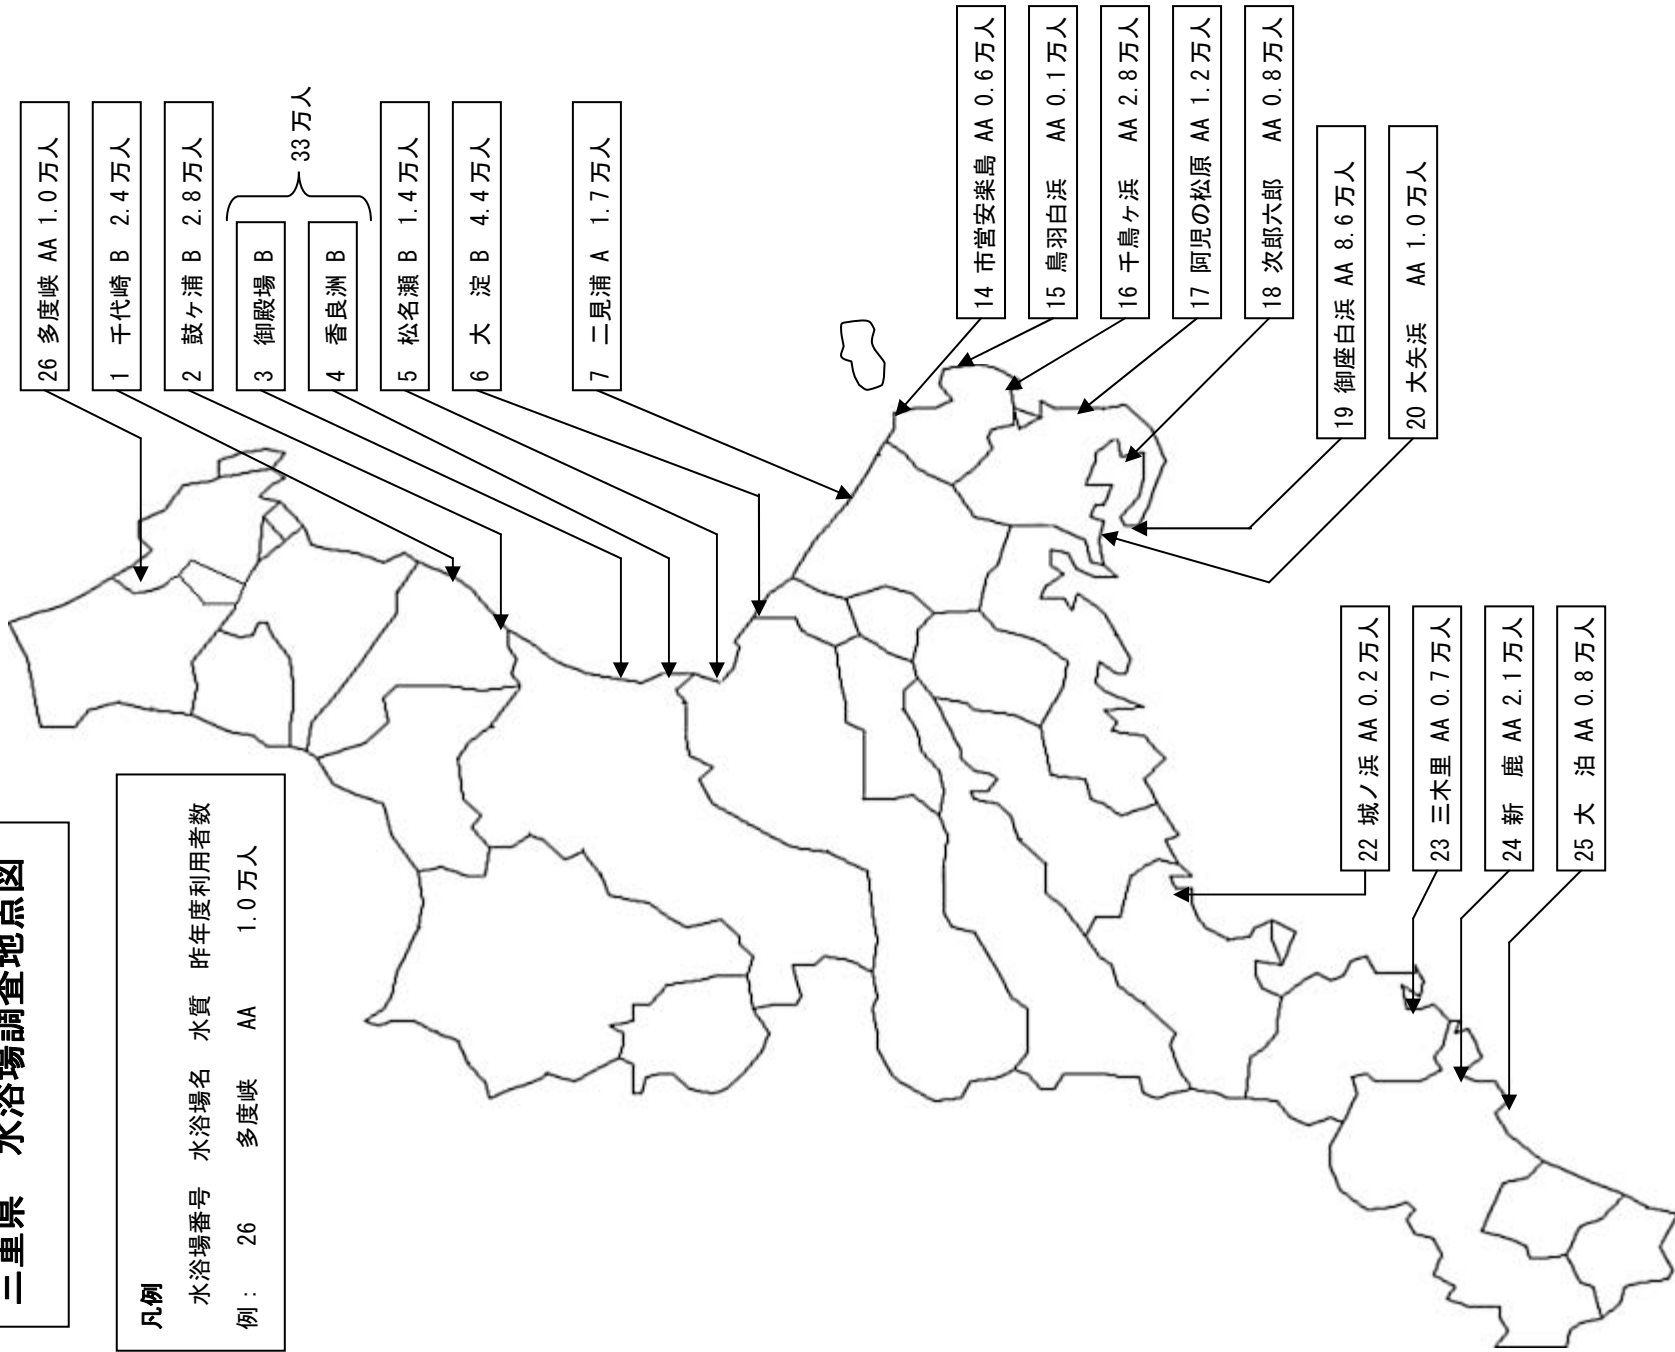 三重県 水浴場調査地点図
凡例
水浴場番号 水浴場名 水質 昨年度利用者数
例： 26 多度峡 AA 1.0万人
26 多度峡 AA 1.0万人
1 千代崎 B 2.4万人
2 鼓ヶ浦 B 2.8万人
3 御殿場 B
4 香良洲 B
33万人
5 松名瀬 B 1.4万人
6 大 淀 B 4.4万人
7 二見浦 A 1.7万人
14 市営安楽島 AA 0.6万人
15 鳥羽白浜 AA 0.1万人
16 千鳥ヶ浜 AA 2.8万人
17 阿児の松原 AA 1.2万人
18 次郎六郎 AA 0.8万人
19 御座白浜 AA 8.6万人
20 大矢浜 AA 1.0万人
22 城ノ浜 AA 0.2万人
23 三木里 AA 0.7万人
24 新 鹿 AA 2.1万人
25 大 泊 AA 0.8万人